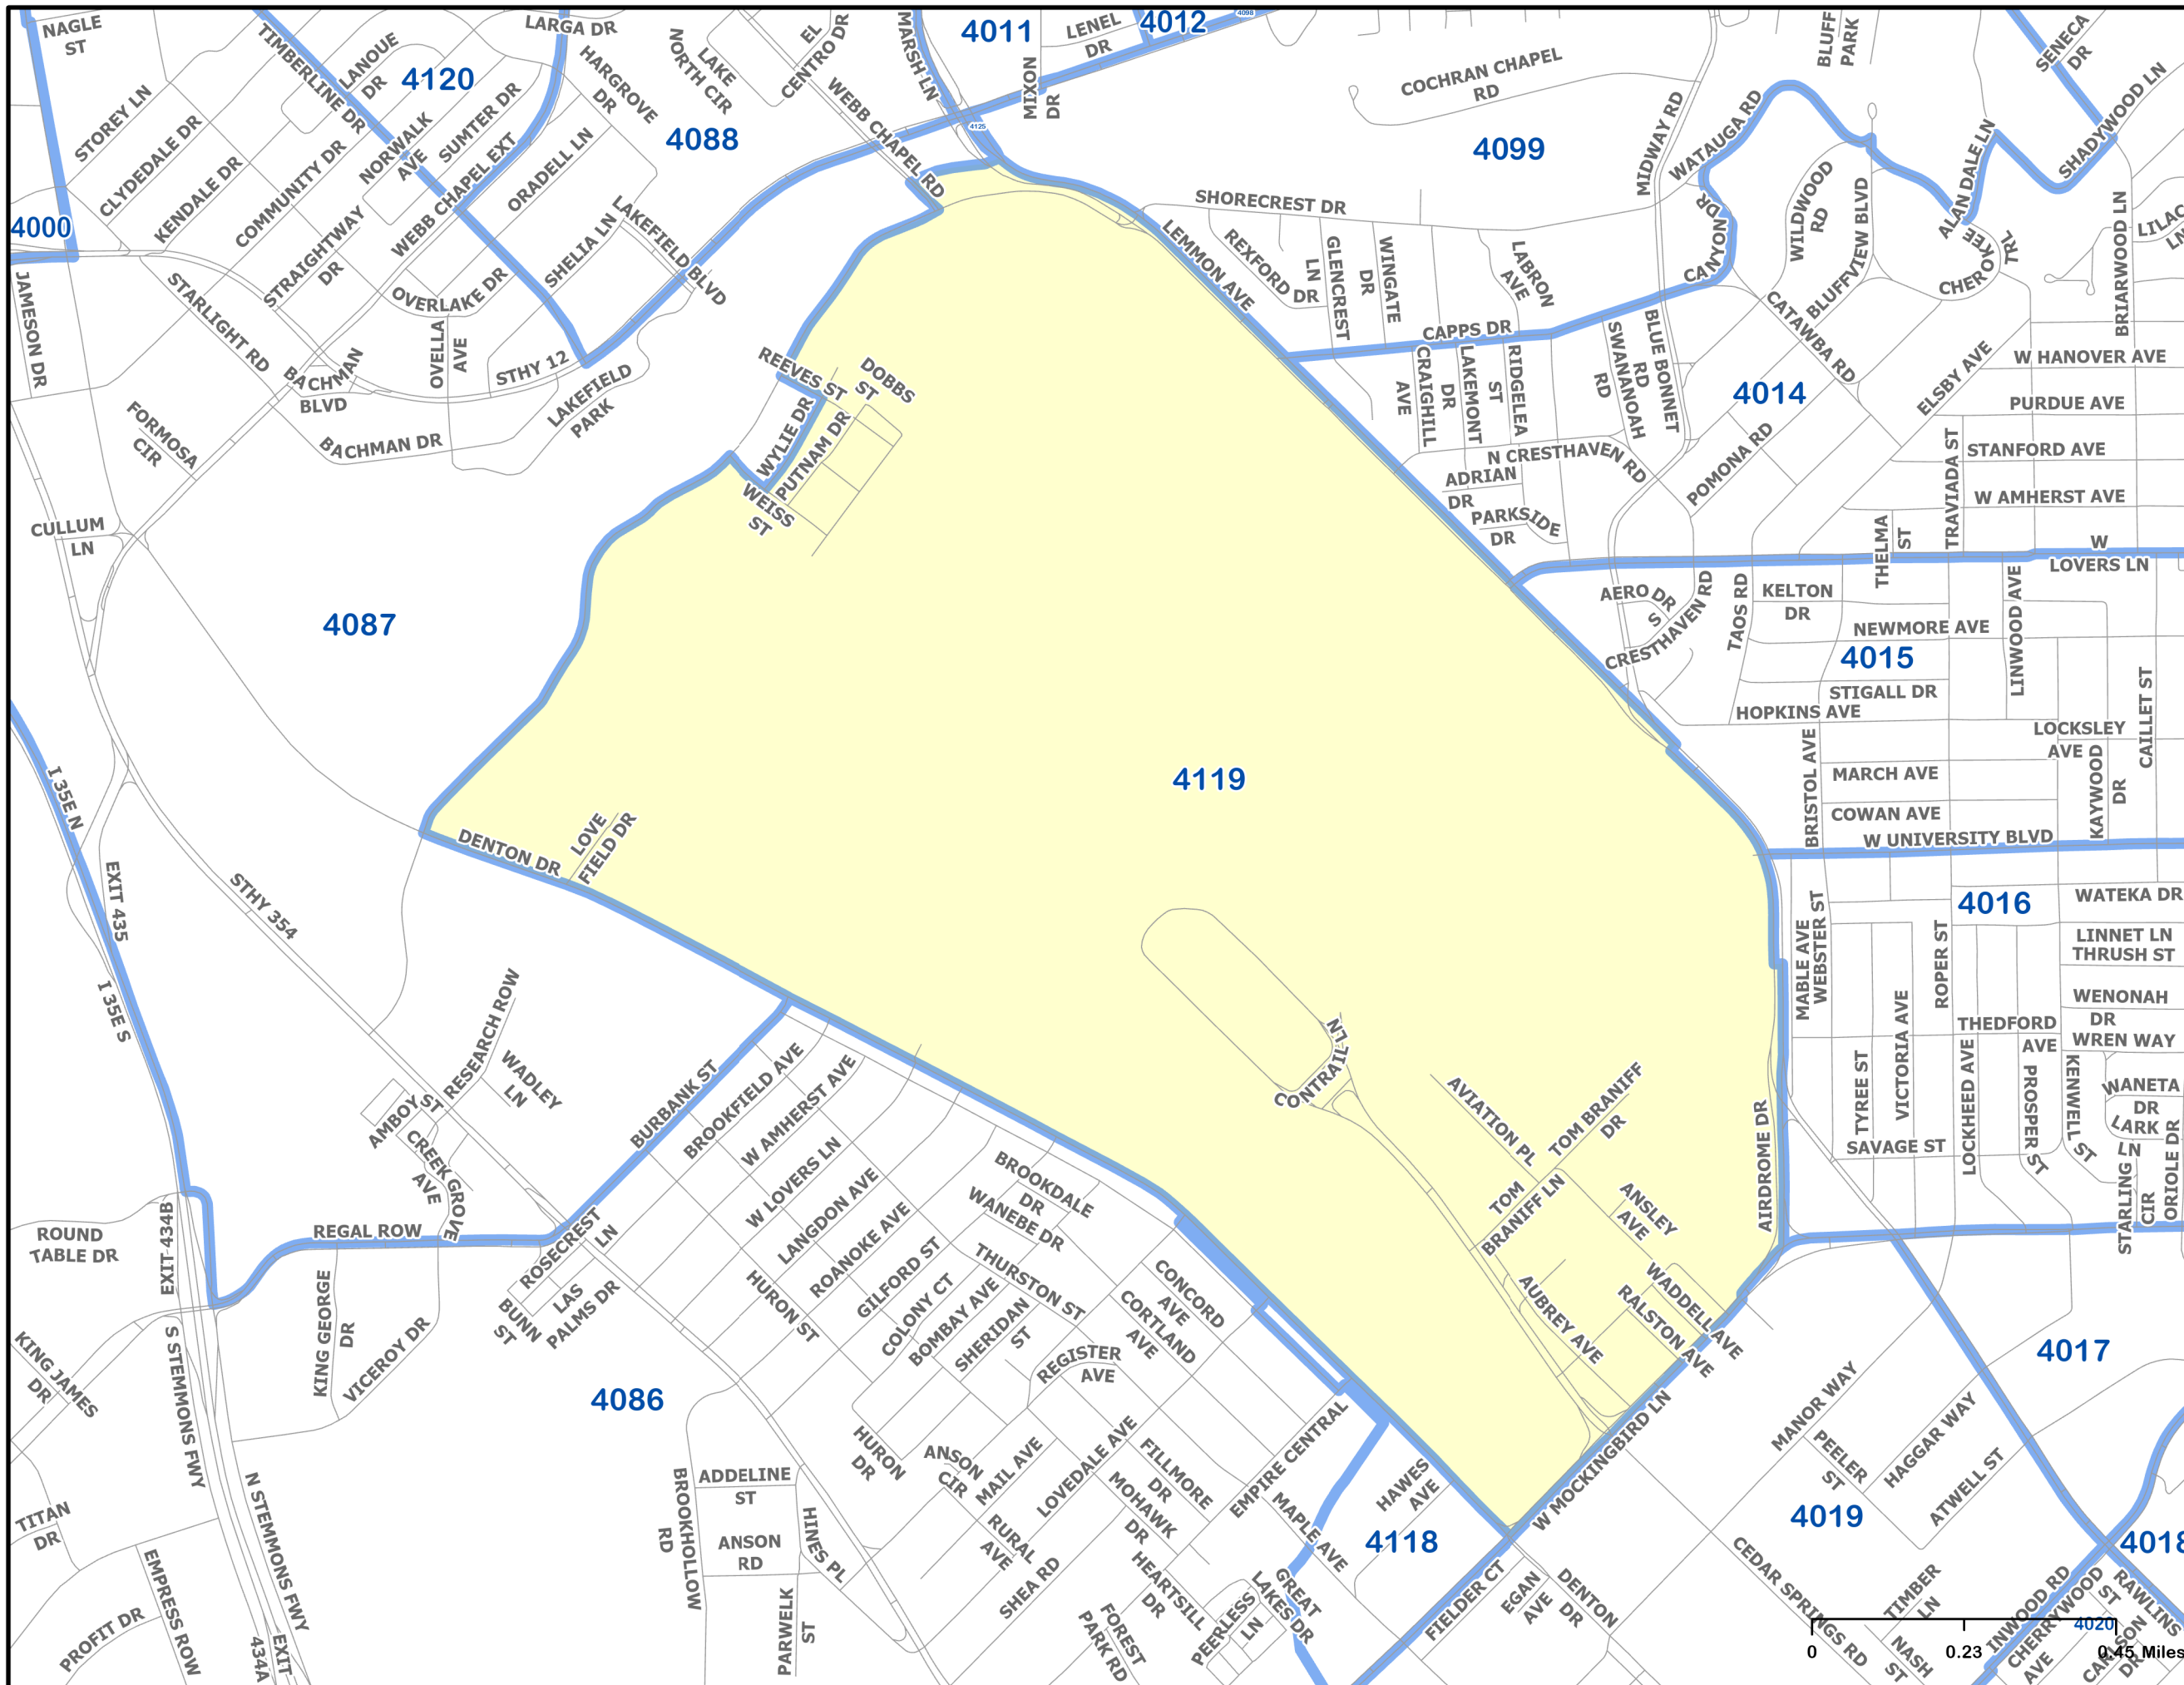 NAGLE
ST
TIMBERLINE DR
LANOUE
DR
4120
LARGA DR
HARGROVE
DR
NORTH CIR
LAKE
EL
CENTRO DR
MARSH LN
4011
LENEL
DR
4012
4098
MIXON
DR
COCHRAN CHAPEL
RD
BLUFF
PARK
SENECA
DR
STOREY LN
CLYDEDALE DR
KENDALE DR
COMMUNITY DR
NORWALK
AVE
SUMTER DR
WEBB CHAPEL EXT
ORADELL LN
4088
WEBB CHAPEL RD
4125
4099
MIDWAY RD
WATAUGA RD
SHADYWOOD LN
ALANDALE LN
4000
STRAIGHTWAY
DR
SHELIA LN
LAKEFIELD BLVD
SHORECREST DR
LEMMON AVE
REXFORD
DR
LN
GLENCREST
DR
WINGATE
LABRON
AVE
CANYON DR
WILDWOOD
RD
BLUFFVIEW BLVD
CHEROKEE
TRL
BRIARWOOD LN
LILAC
LN
JAMESON DR
STARLIGHT RD
OVERLAKE DR
OVELLA
AVE
STHY 12
BACHMAN
BLVD
BACHMAN DR
LAKEFIELD
PARK
FORMOSA
CIR
REEVES ST
DOBBS
ST
WYLIE DR
PUTNAM DR
WEISS
ST
CAPPS DR
CRAIGHILL
AVE
LAKEMONT
DR
RIDGELEA
ST
SWANANOAH
RD
BLUE BONNET
RD
CATAWBA RD
4014
ELSBY AVE
W HANOVER AVE
PURDUE AVE
STANFORD AVE
W AMHERST AVE
POMONA RD
TRAVIADA ST
N CRESTHAVEN RD
ADRIAN
DR
PARKSIDE
DR
THELMA
ST
W
LOVERS LN
CULLUM
LN
4087
AERO DR
S
CRESTHAVEN RD
TAOS RD
KELTON
DR
NEWMORE AVE
4015
LINWOOD AVE
STIGALL DR
HOPKINS AVE
LOCKSLEY
AVE
CAILLET ST
KAYWOOD
DR
BRISTOL AVE
MARCH AVE
COWAN AVE
W UNIVERSITY BLVD
4119
I 35E N
EXIT 435
I 35E S
STHY 354
DENTON DR
LOVE
FIELD DR
MABLE AVE
WEBSTER ST
4016
WATEKA DR
LINNET LN
THRUSH ST
ROPER ST
WENONAH
DR
THEDFORD
AVE
WREN WAY
TYREE ST
VICTORIA AVE
LOCKHEED AVE
PROSPER ST
KENWELL ST
WANETA
DR
LARK
LN
SAVAGE ST
STARLING
CIR
ORIOLE DR
AIRDROME DR
CONTRAIL LN
AVIATION PL
TOM BRANIFF
DR
TOM
BRANIFF LN
ANSLEY
AVE
WADDELL AVE
RALSTON AVE
AUBREY AVE
W MOCKINGBIRD LN
RESEARCH ROW
WADLEY
LN
AMBOY ST
CREEK GROVE
AVE
BURBANK ST
BROOKFIELD AVE
W AMHERST AVE
W LOVERS LN
LANGDON AVE
ROANOKE AVE
GILFORD ST
COLONY CT
BOMBAY AVE
SHERIDAN
ST
BROOKDALE
DR
WANEBE DR
THURSTON ST
CONCORD
AVE
CORTLAND
AVE
REGISTER
AVE
HURON ST
ROUND
TABLE DR
EXIT 434B
REGAL ROW
ROSECREST
LN
LAS
PALMS DR
BUNN
ST
KING GEORGE
DR
VICEROY DR
KING JAMES
DR
S STEMMONS FWY
N STEMMONS FWY
4086
HURON
DR
ANSON
CIR
MAIL AVE
LOVEDALE AVE
FILLMORE
DR
MOHAWK
DR
EMPIRE CENTRAL
MAPLE AVE
HAWES
AVE
4118
ADDELINE
ST
BROOKHOLLOW
RD
ANSON
RD
HINES PL
PARWELK
ST
RURAL
AVE
SHEA RD
HEARTSILL
DR
FOREST
PARK RD
PEERLESS
LN
GREAT
LAKES DR
FIELDER CT
EGAN
AVE
DENTON
DR
TITAN
DR
PROFIT DR
EMPRESS ROW
EXIT
434A
4017
MANOR WAY
PEELER
ST
HAGGAR WAY
ATWELL ST
4019
4018
CEDAR SPRINGS RD
TIMBER
LN
NASH
ST
INWOOD RD
CHERRYWOOD
AVE
ST
RAWLINS
CARSON
DR
4020
0
0.23
0.45 Miles